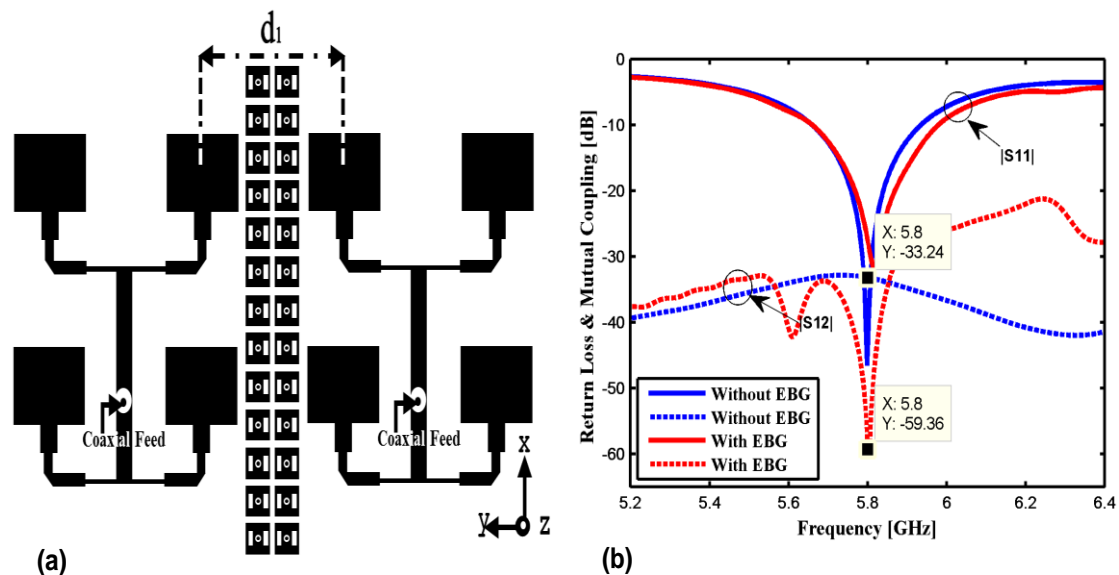 d1
Coaxial Feed
Coaxial Feed
x
y
z
(a)
Return Loss & Mutual Coupling [dB]
0
-10
-20
-30
-40
-50
-60
|S11|
X: 5.8
Y: -33.24
|S12|
Without EBG
Without EBG
With EBG
With EBG
X: 5.8
Y: -59.36
5.2
5.4
5.6
5.8
6
6.2
6.4
Frequency [GHz]
(b)